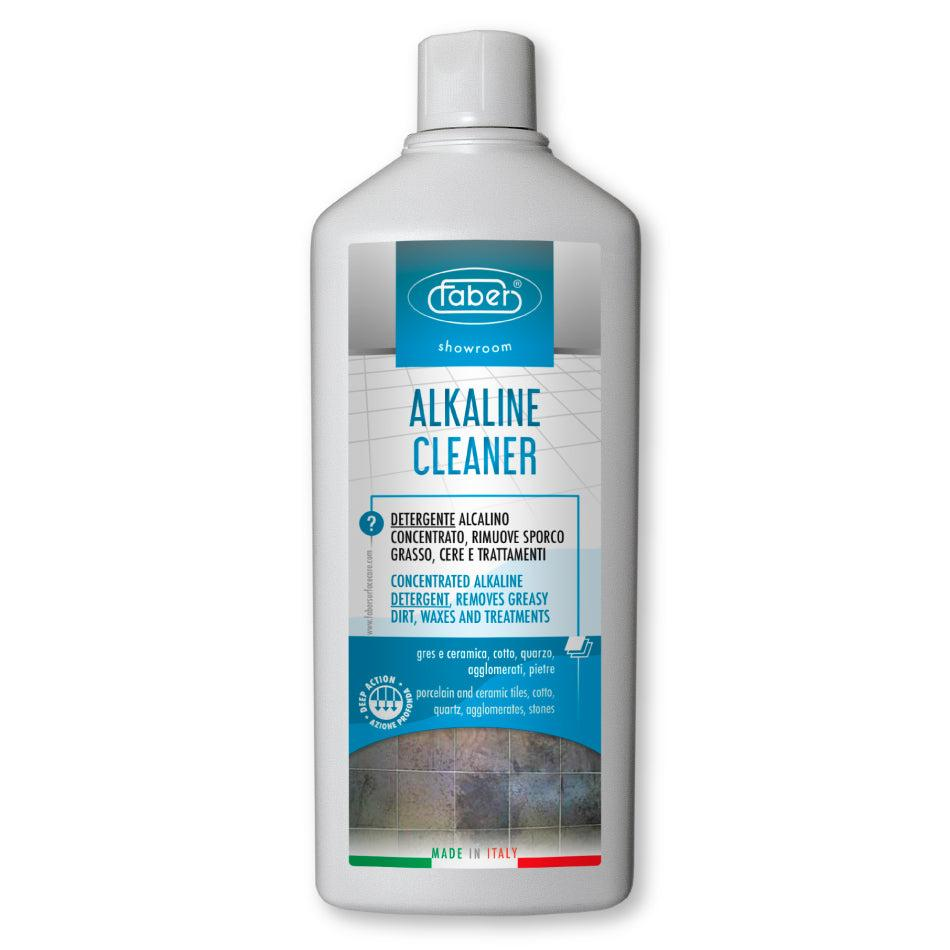 faber®
showroom
ALKALINE
CLEANER
?
DETERGENTE ALCALINO
CONCENTRATO, RIMUOVE SPORCO
GRASSO, CERE E TRATTAMENTI
CONCENTRATED ALKALINE
DETERGENT, REMOVES GREASY
DIRT, WAXES AND TREATMENTS
www.fabersurfacecare.com
gres e ceramica, cotto, quarzo,
agglomerati, pietre
DEEP ACTION •
AZIONE PROFONDA •
porcelain and ceramic tiles, cotto,
quartz, agglomerates, stones
MADE IN ITALY